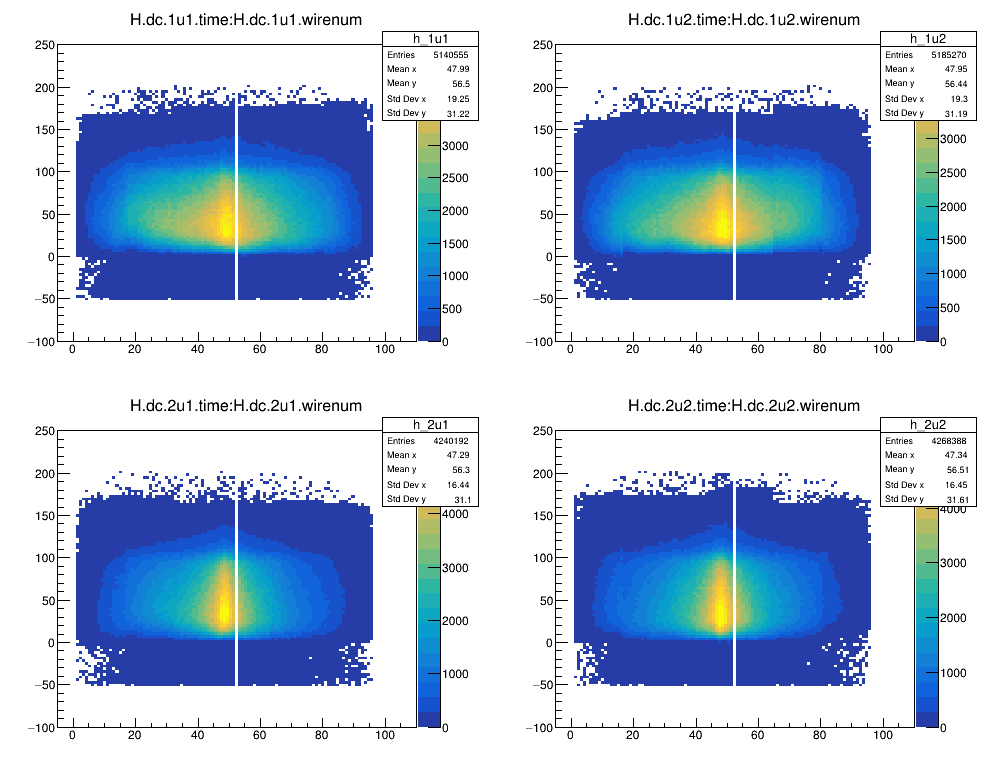 H.dc.1u1.time:H.dc.1u1.wirenum
h_1u1
Entries 5140555
Mean x 47.99
Mean y 56.5
Std Dev x 19.25
Std Dev y 31.22
250
200
150
100
50
0
−50
−100
0 20 40 60 80 100
3000
2500
2000
1500
1000
500
0
H.dc.1u2.time:H.dc.1u2.wirenum
h_1u2
Entries 5185270
Mean x 47.95
Mean y 56.44
Std Dev x 19.3
Std Dev y 31.19
250
200
150
100
50
0
−50
−100
0 20 40 60 80 100
3000
2500
2000
1500
1000
500
0
H.dc.2u1.time:H.dc.2u1.wirenum
h_2u1
Entries 4240192
Mean x 47.29
Mean y 56.3
Std Dev x 16.44
Std Dev y 31.1
250
200
150
100
50
0
−50
−100
0 20 40 60 80 100
4000
3000
2000
1000
0
H.dc.2u2.time:H.dc.2u2.wirenum
h_2u2
Entries 4268388
Mean x 47.34
Mean y 56.51
Std Dev x 16.45
Std Dev y 31.61
250
200
150
100
50
0
−50
−100
0 20 40 60 80 100
4000
3000
2000
1000
0